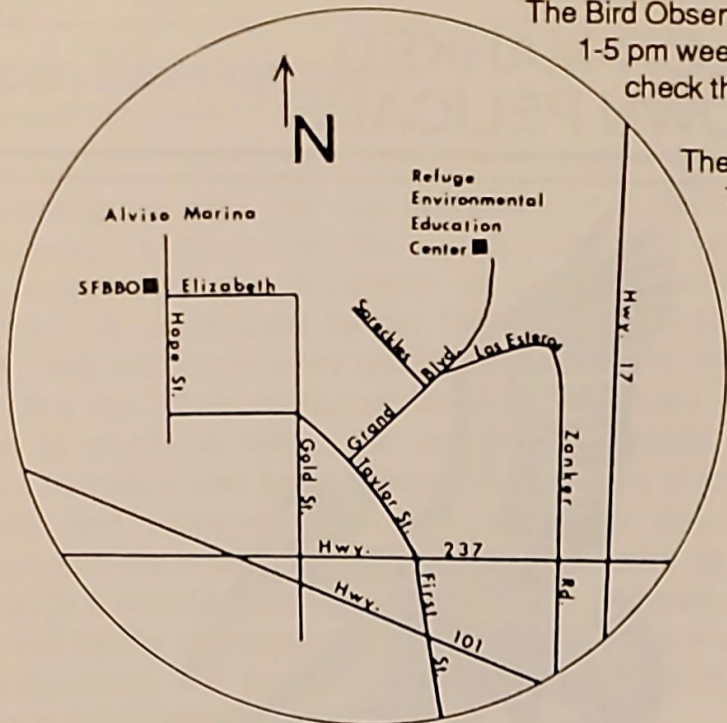 The Bird Obser
1-5 pm wee
check th
The
N
Alviso Marina
Refuge
Environmental
Education
Center
SFBBO
Elizabeth
Hope St.
Spreckles
Grand Blvd.
Los Esteros
Hwy. 17
Gold St.
Taylor St.
Zanker Rd.
Hwy. 237
Hwy. 101
First St.